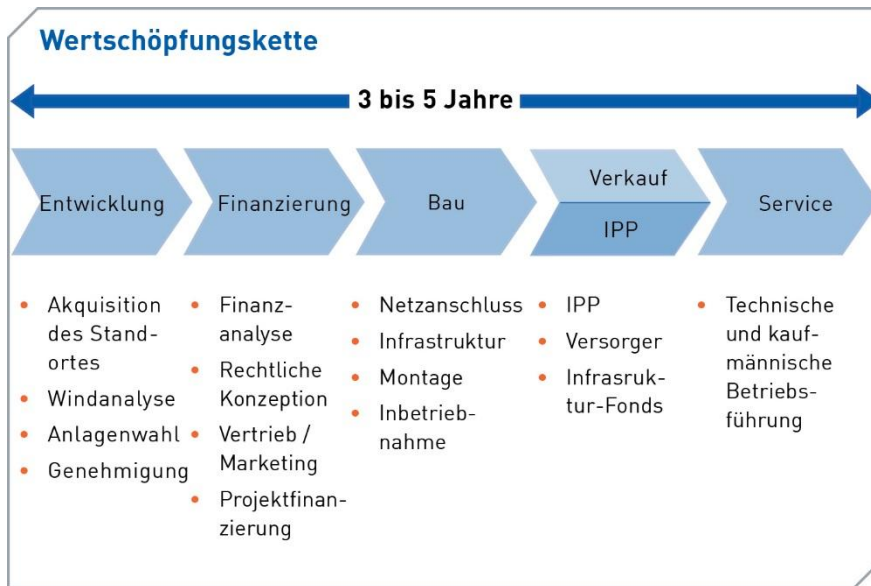 Wertschöpfungskette
3 bis 5 Jahre
Entwicklung
Finanzierung
Bau
Verkauf
IPP
Service
• Akquisition
des Stand-
ortes
• Windanalyse
• Anlagenwahl
• Genehmigung
• Finanz-
analyse
• Rechtliche
Konzeption
• Vertrieb /
Marketing
• Projektfinan-
zierung
• Netzanschluss
• Infrastruktur
• Montage
• Inbetrieb-
nahme
• IPP
• Versorger
• Infrasruk-
tur-Fonds
• Technische
und kauf-
männische
Betriebs-
führung